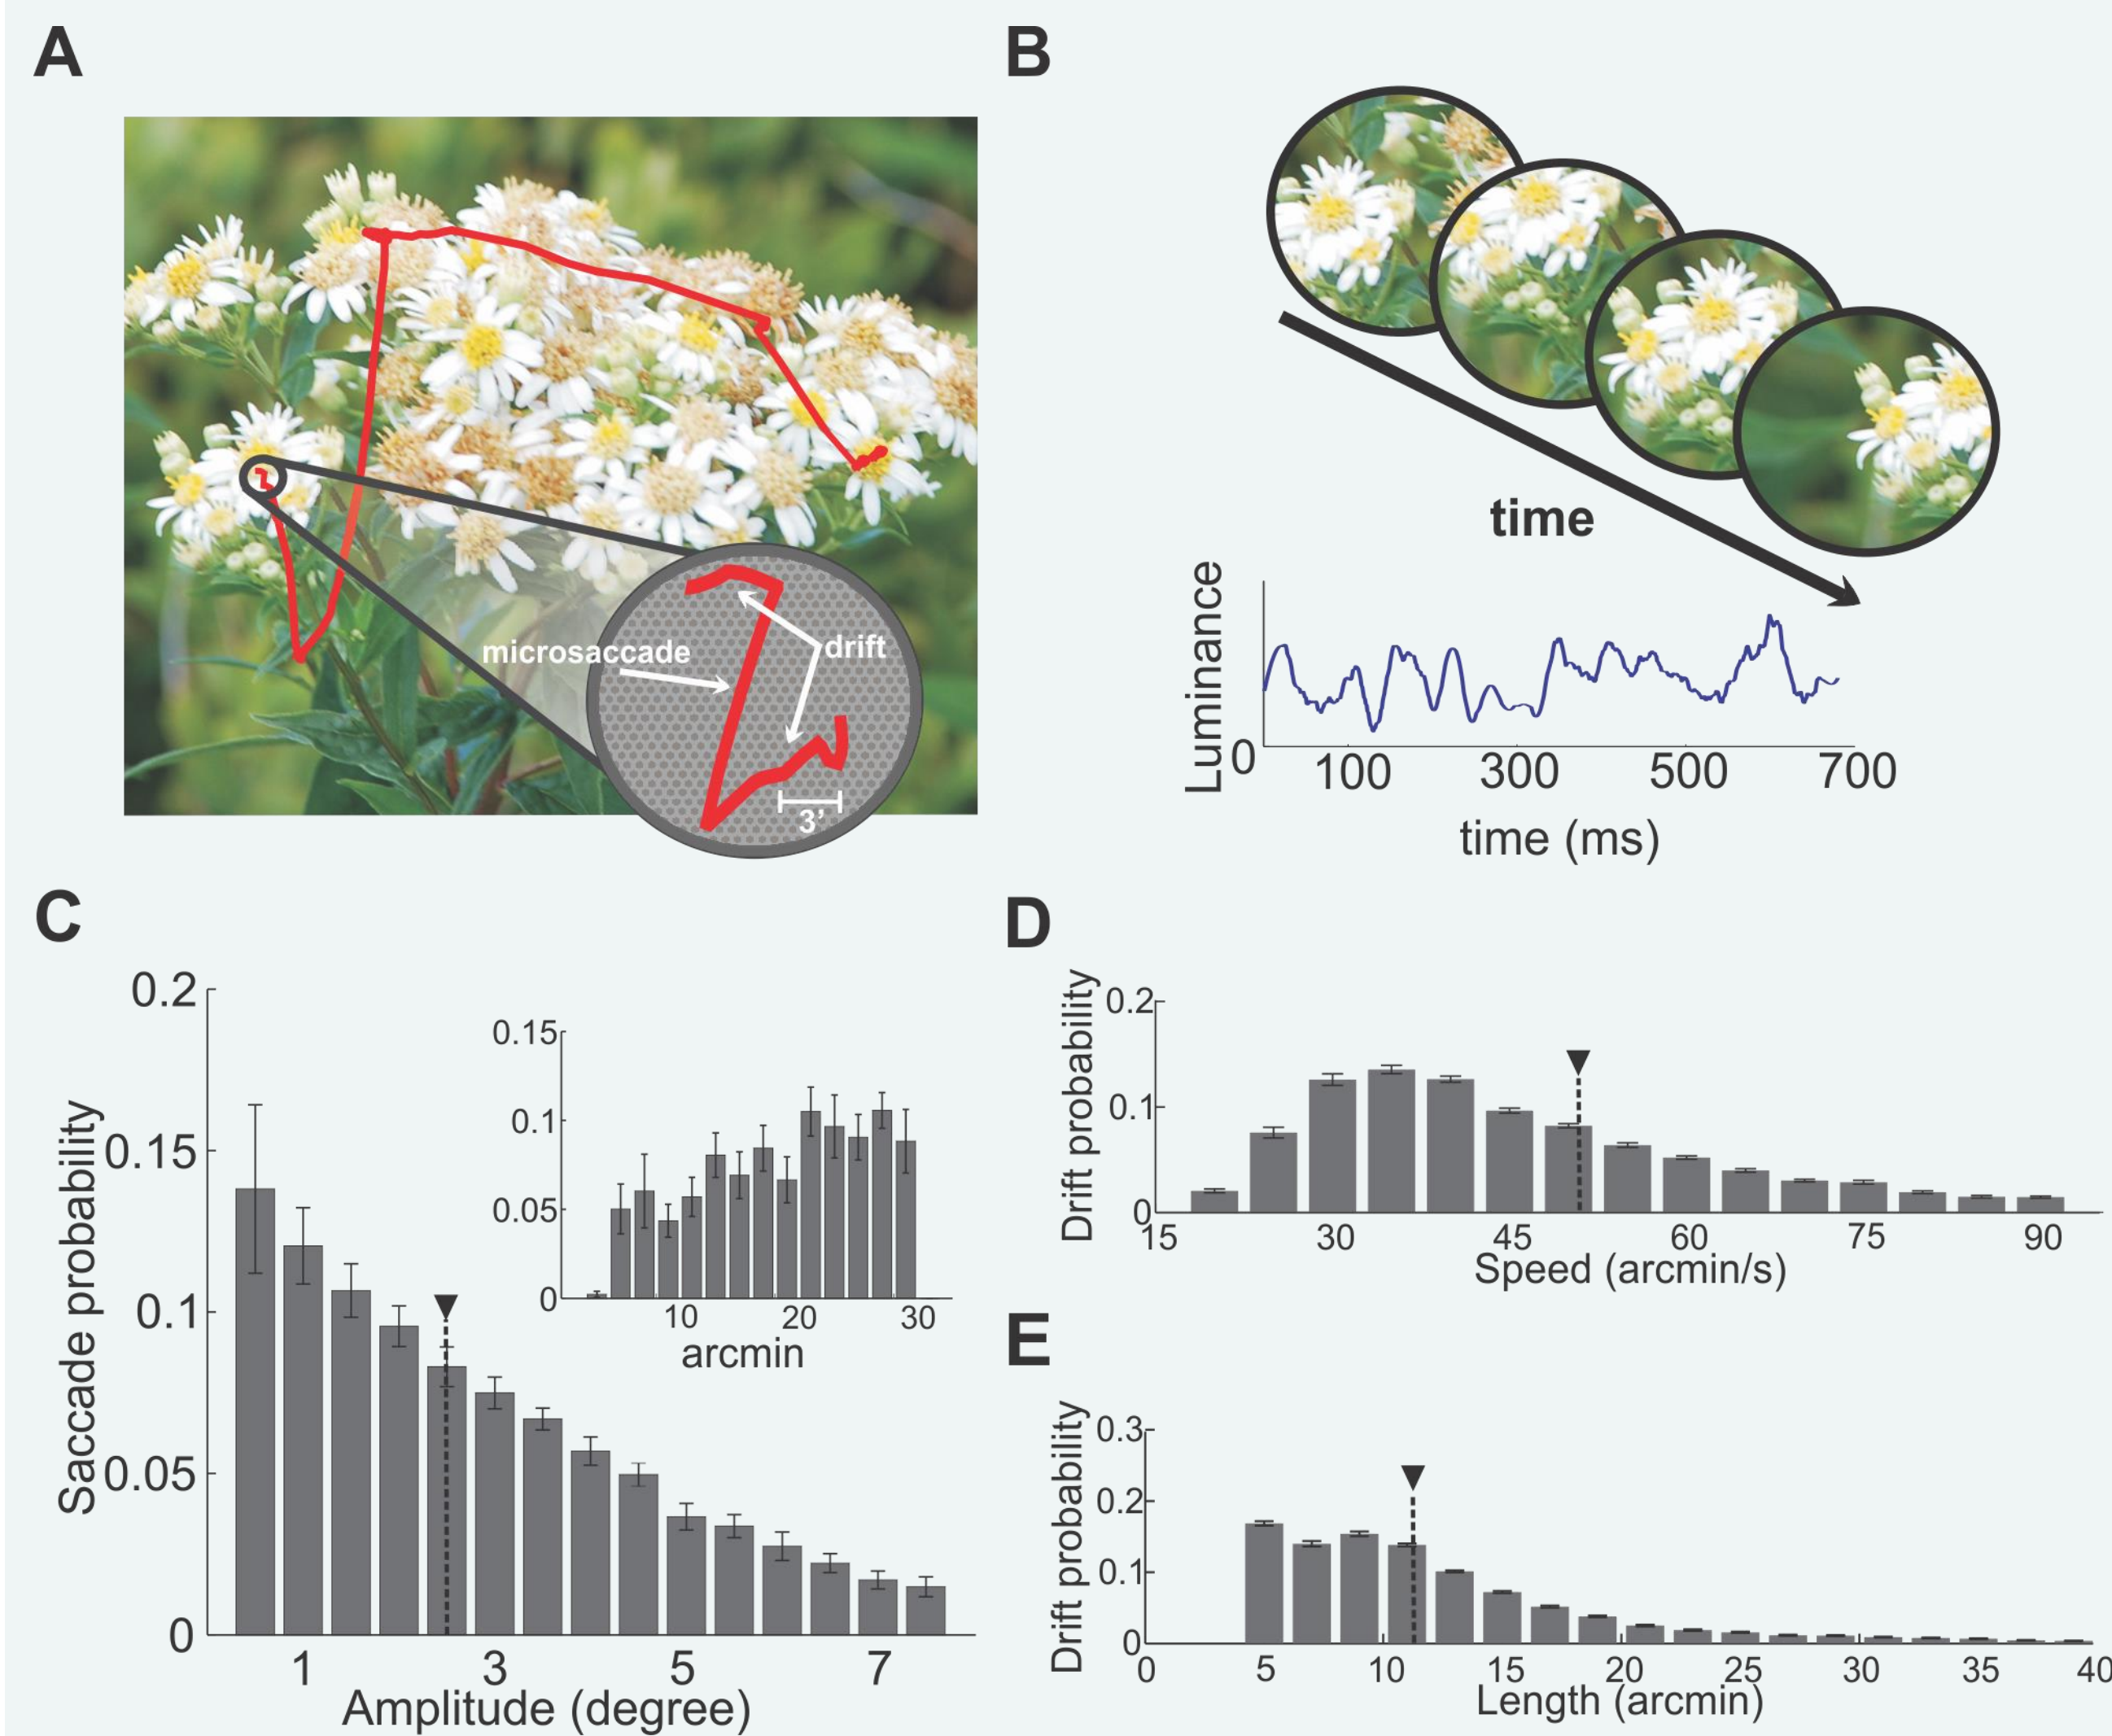 A
microsaccade
drift
3’
B
time
Luminance
0
100 300 500 700
time (ms)
C
Saccade probability
0.2
0.15
0.1
0.05
0
1 3 5 7
Amplitude (degree)
0.15
0.1
0.05
0
10 20 30
arcmin
D
Drift probability
0.2
0.1
0
15 30 45 60 75 90
Speed (arcmin/s)
E
Drift probability
0.3
0.2
0.1
0
0 5 10 15 20 25 30 35 40
Length (arcmin)